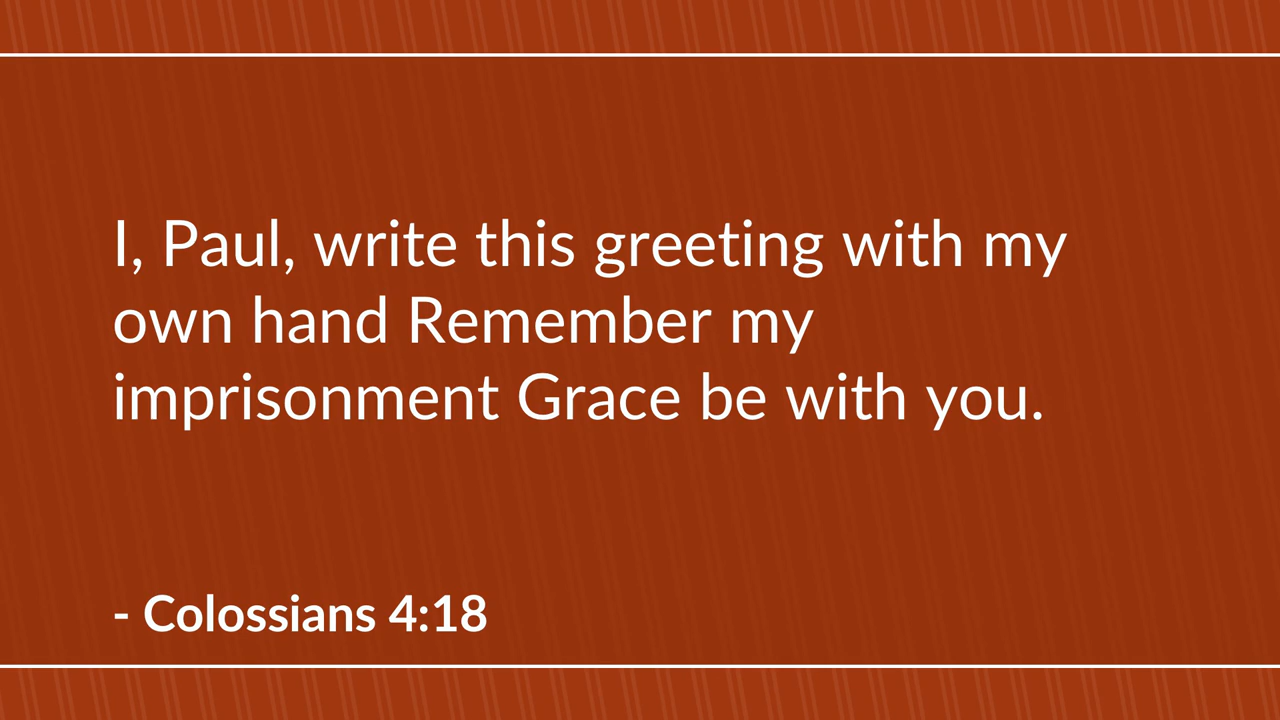 I, Paul, write this greeting with my
own hand Remember my
imprisonment Grace be with you.
- Colossians 4:18